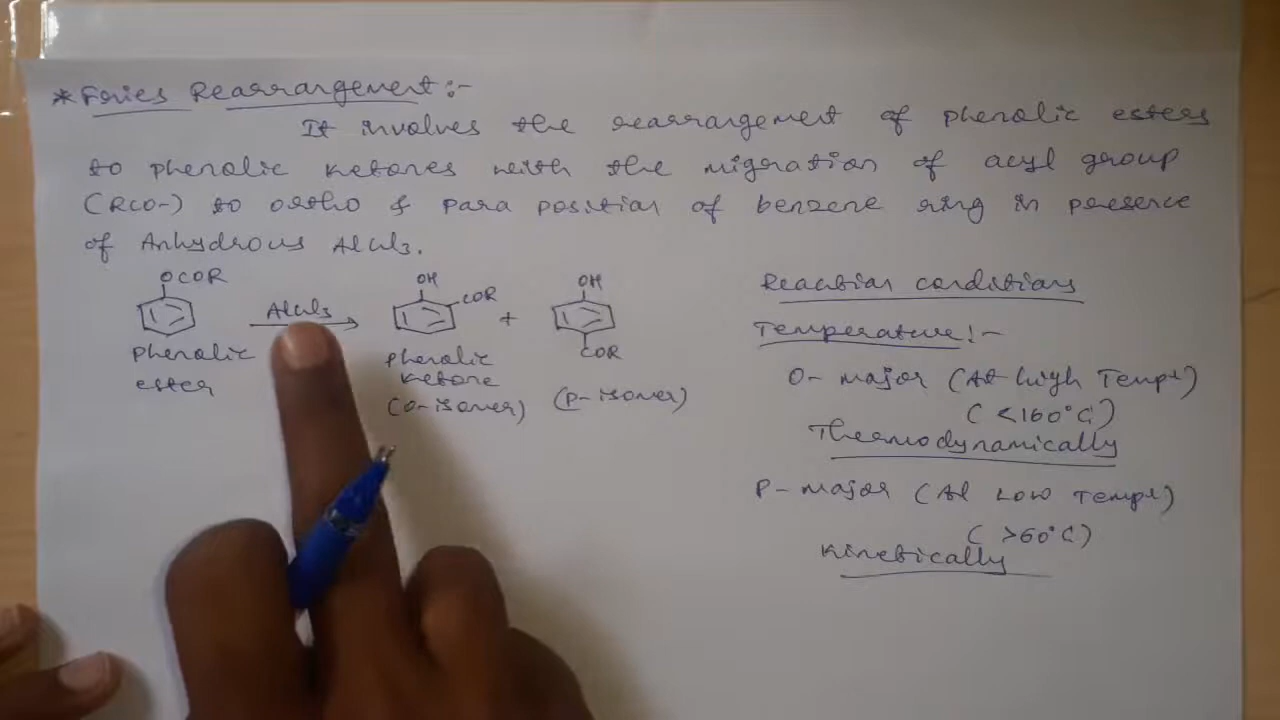 * Fries Rearrangement :-
It involves the rearrangement of phenolic esters
to phenolic ketones with the migration of acyl group
(RCO-) to ortho & para position of benzene ring in presence
of Anhydrous AlCl3.
OCOR
AlCl3
Phenolic
ester
OH
COR
Phenolic
ketone
(O-isomer)
+
OH
COR
(P-isomer)
Reaction conditions
Temperature :-
O- major (At high Tempr)
( <160°C)
Thermodynamically
P- major (At Low Tempr)
( >60°C)
Kinetically